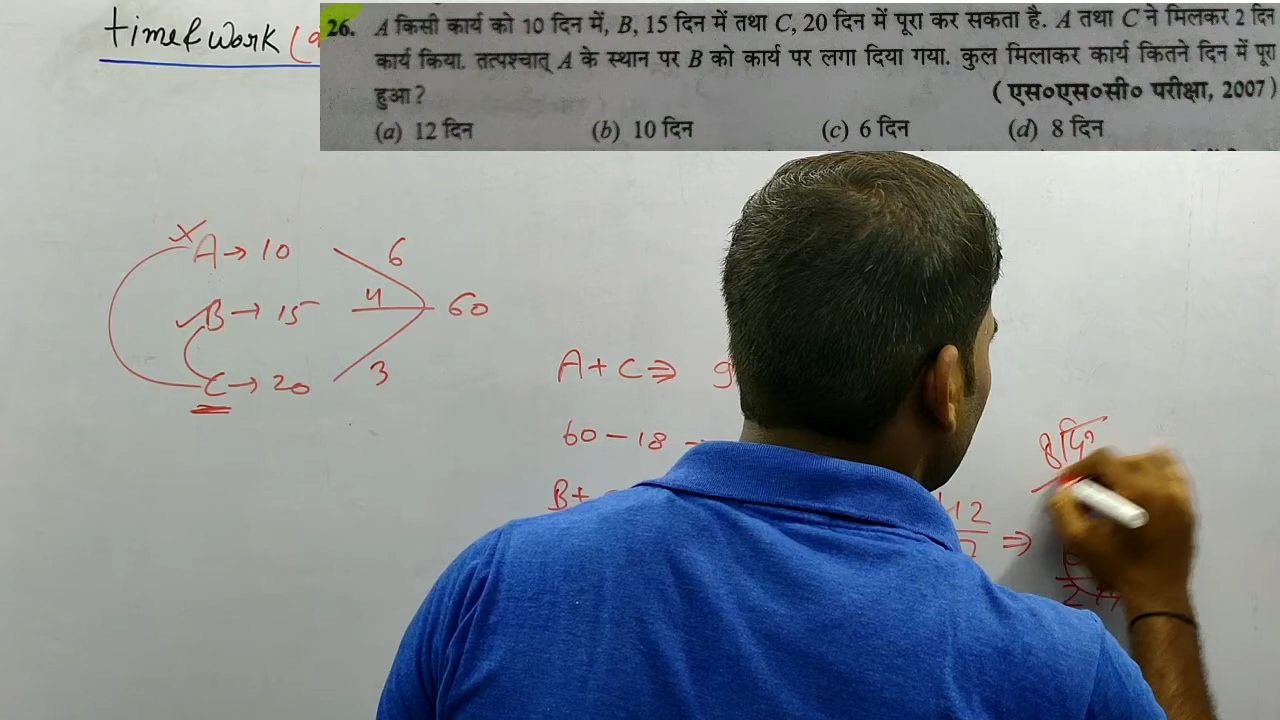 time & work (a
26. A किसी कार्य को 10 दिन में, B, 15 दिन में तथा C, 20 दिन में पूरा कर सकता है. A तथा C ने मिलकर 2 दिन
कार्य किया. तत्पश्चात् A के स्थान पर B को कार्य पर लगा दिया गया. कुल मिलाकर कार्य कितने दिन में पूरा
हुआ?
( एस०एस०सी० परीक्षा, 2007)
(a) 12 दिन (b) 10 दिन (c) 6 दिन (d) 8 दिन
A → 10 6
B → 15 4 60
C → 20 3
A + C ⇒ 9
60 - 18 -
B +
42
⇒
8 दिन